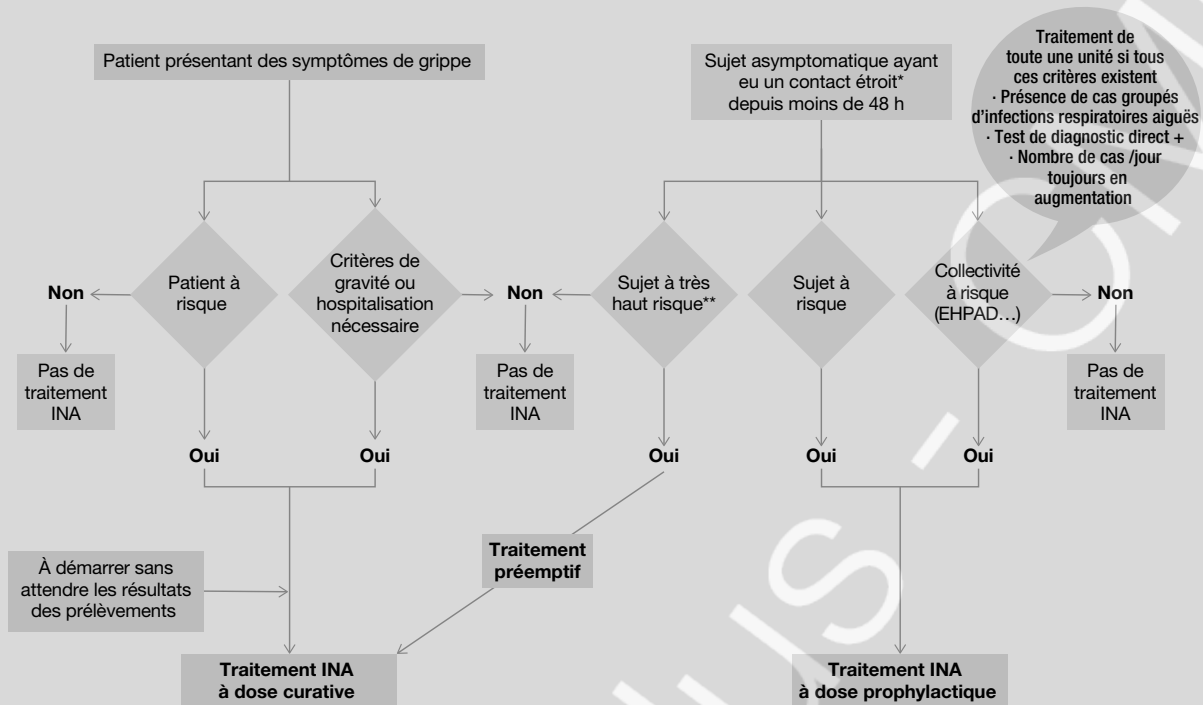 Patient présentant des symptômes de grippe
Sujet asymptomatique ayant
eu un contact étroit*
depuis moins de 48 h
Traitement de
toute une unité si tous
ces critères existent
· Présence de cas groupés
d'infections respiratoires aiguës
· Test de diagnostic direct +
· Nombre de cas /jour
toujours en
augmentation
Non
Patient à
risque
Critères de
gravité ou
hospitalisation
nécessaire
Non
Sujet à très
haut risque**
Sujet à
risque
Collectivité
à risque
(EHPAD…)
Non
Pas de
traitement
INA
Pas de
traitement
INA
Pas de
traitement
INA
Oui
Oui
Oui
Oui
Oui
À démarrer sans
attendre les résultats
des prélèvements
Traitement
préemptif
Traitement INA
à dose curative
Traitement INA
à dose prophylactique